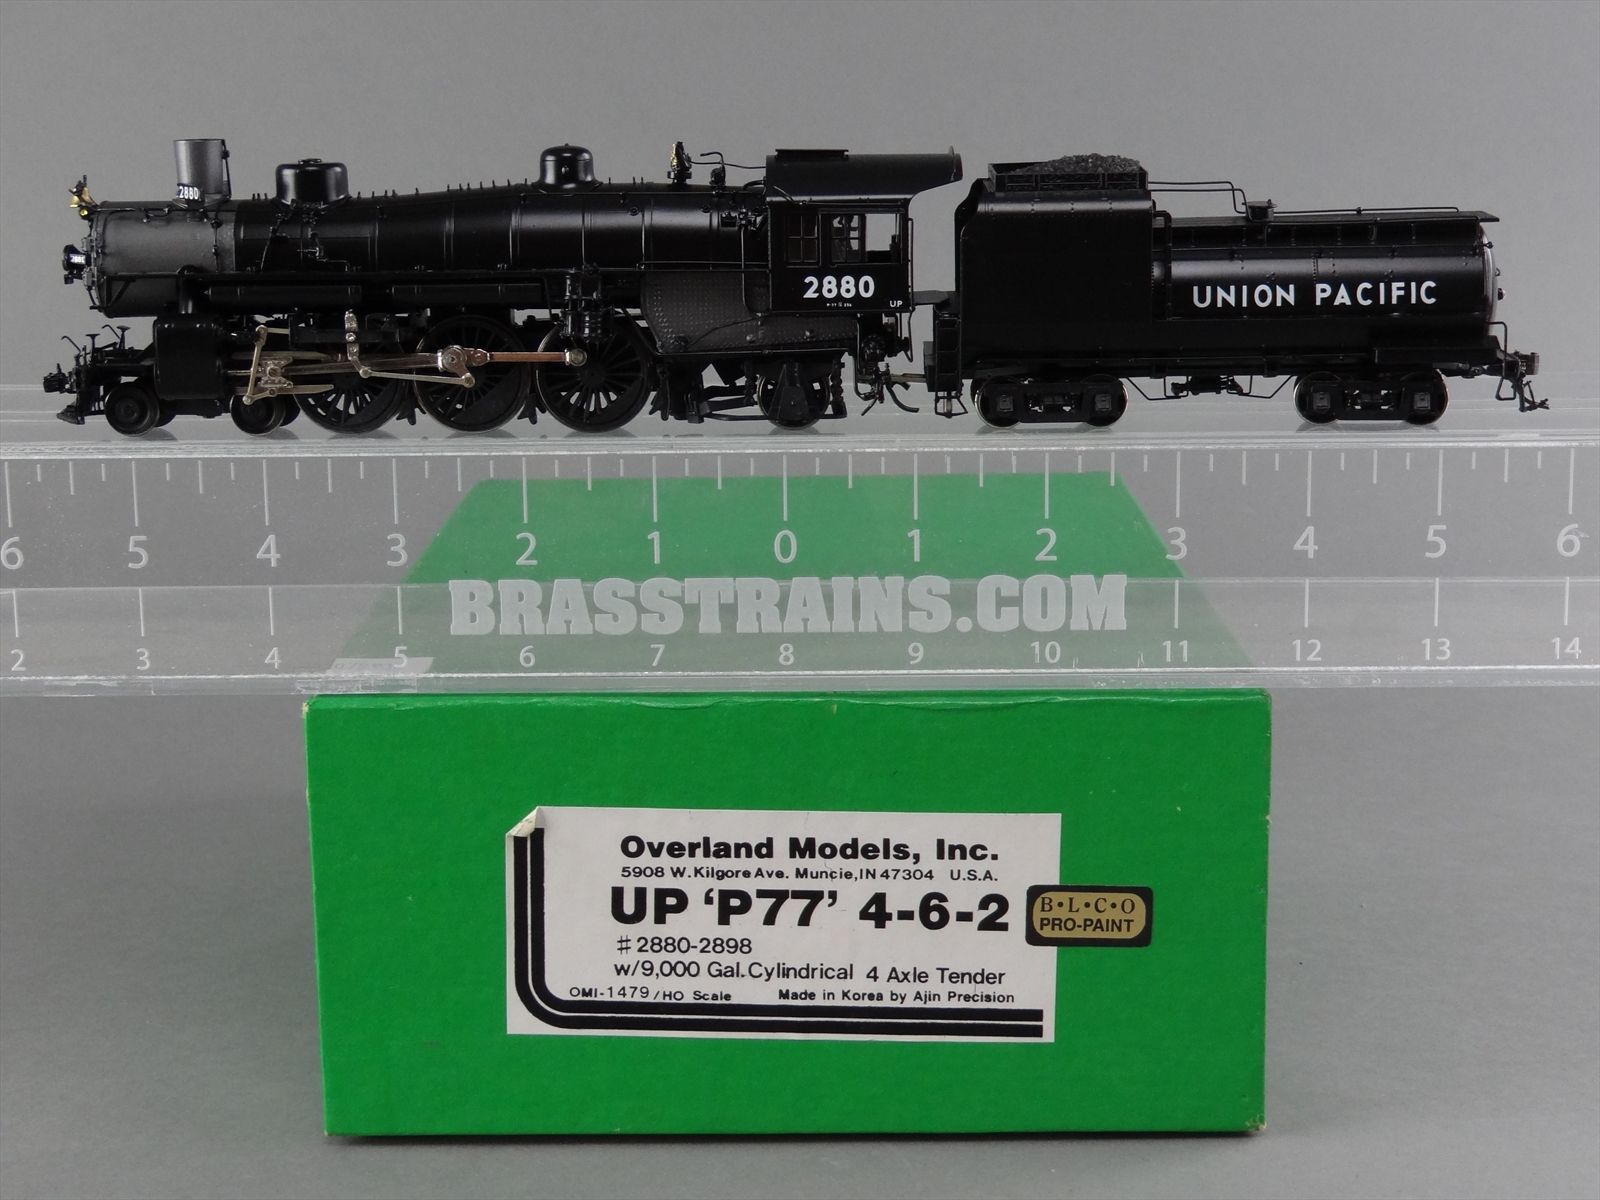 2880
2880
2880
UP
UNION PACIFIC
6 5 4 3 2 1 0 1 2 3 4 5 6
BRASSTRAINS.COM
2 3 4 5 6 7 8 9 10 11 12 13 14
Overland Models, Inc.
5908 W. Kilgore Ave. Muncie, IN 47304 U.S.A.
UP ‘P77’ 4-6-2
#2880-2898
w/9,000 Gal. Cylindrical 4 Axle Tender
OMI-1479/HO Scale Made in Korea by Ajin Precision
B·L·C·O
PRO-PAINT